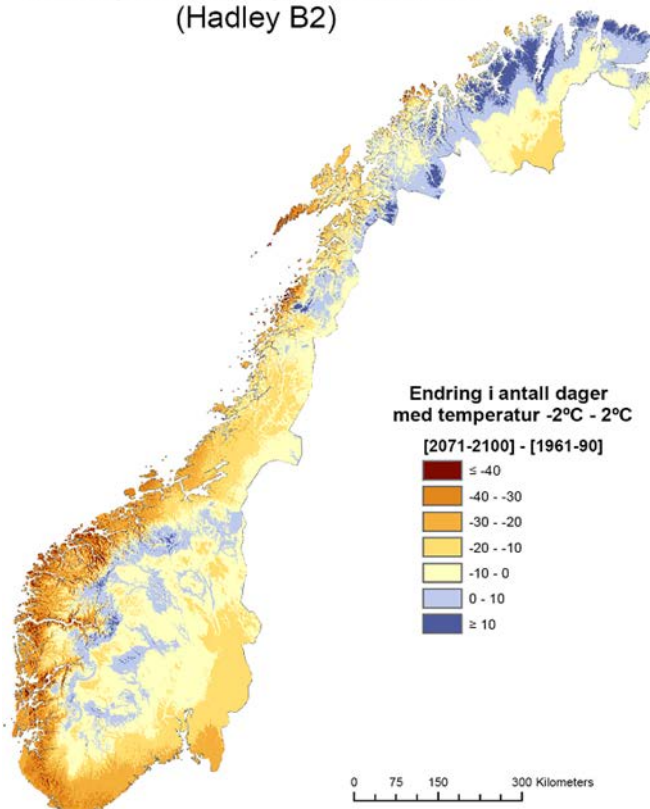 (Hadley B2)
Endring i antall dager
med temperatur -2ºC - 2ºC
[2071-2100] - [1961-90]
≤ -40
-40 - -30
-30 - -20
-20 - -10
-10 - 0
0 - 10
≥ 10
0 75 150 300 Kilometers